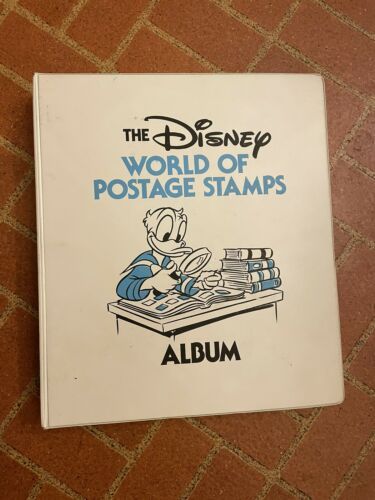 THE Disney
WORLD OF
POSTAGE STAMPS
ALBUM